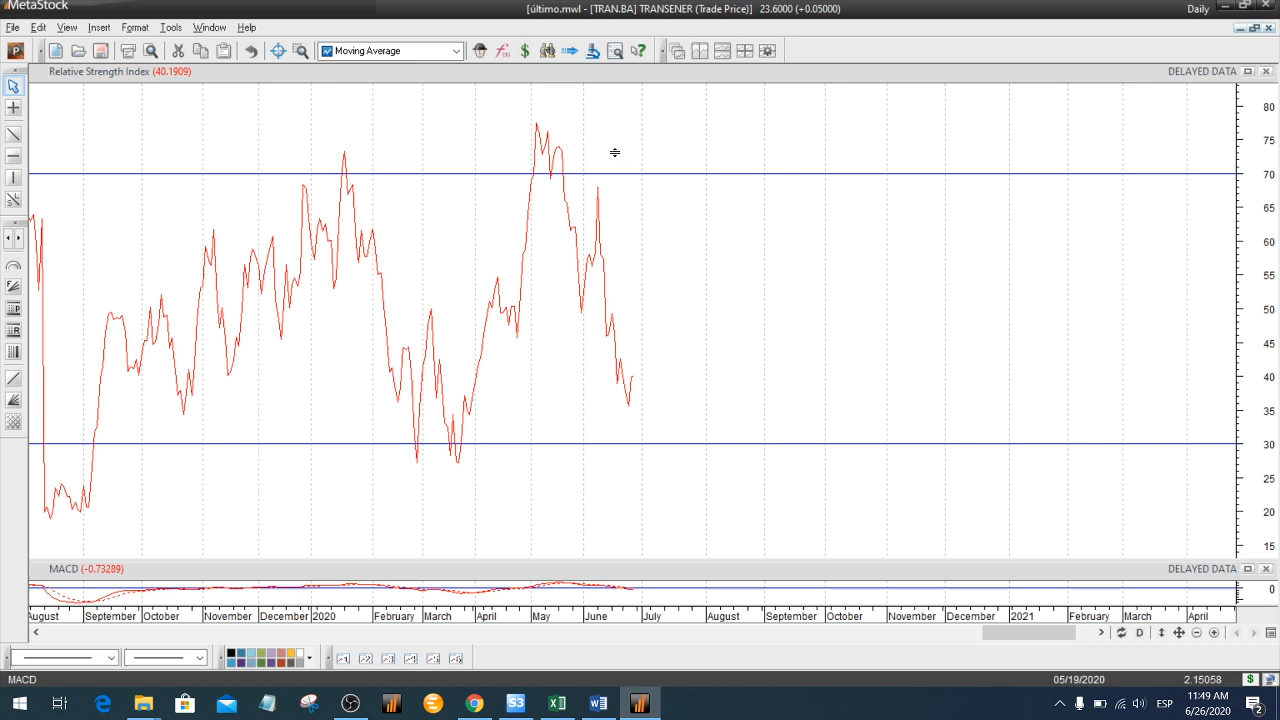 MetaStock
[último.mwl - [TRAN.BA] TRANSENER (Trade Price)] 23.6000 (+0.05000)
Daily
File Edit View Insert Format Tools Window Help
Moving Average
Relative Strength Index (40.1909)
DELAYED DATA
80
75
70
65
60
55
50
45
40
35
30
25
20
15
MACD (-0.73289)
DELAYED DATA
0
August September October November December 2020 February March April May June July August September October November December 2021 February March April
D
MACD
05/19/2020
2.15058
$
ESP
11:49 AM
6/26/2020
2